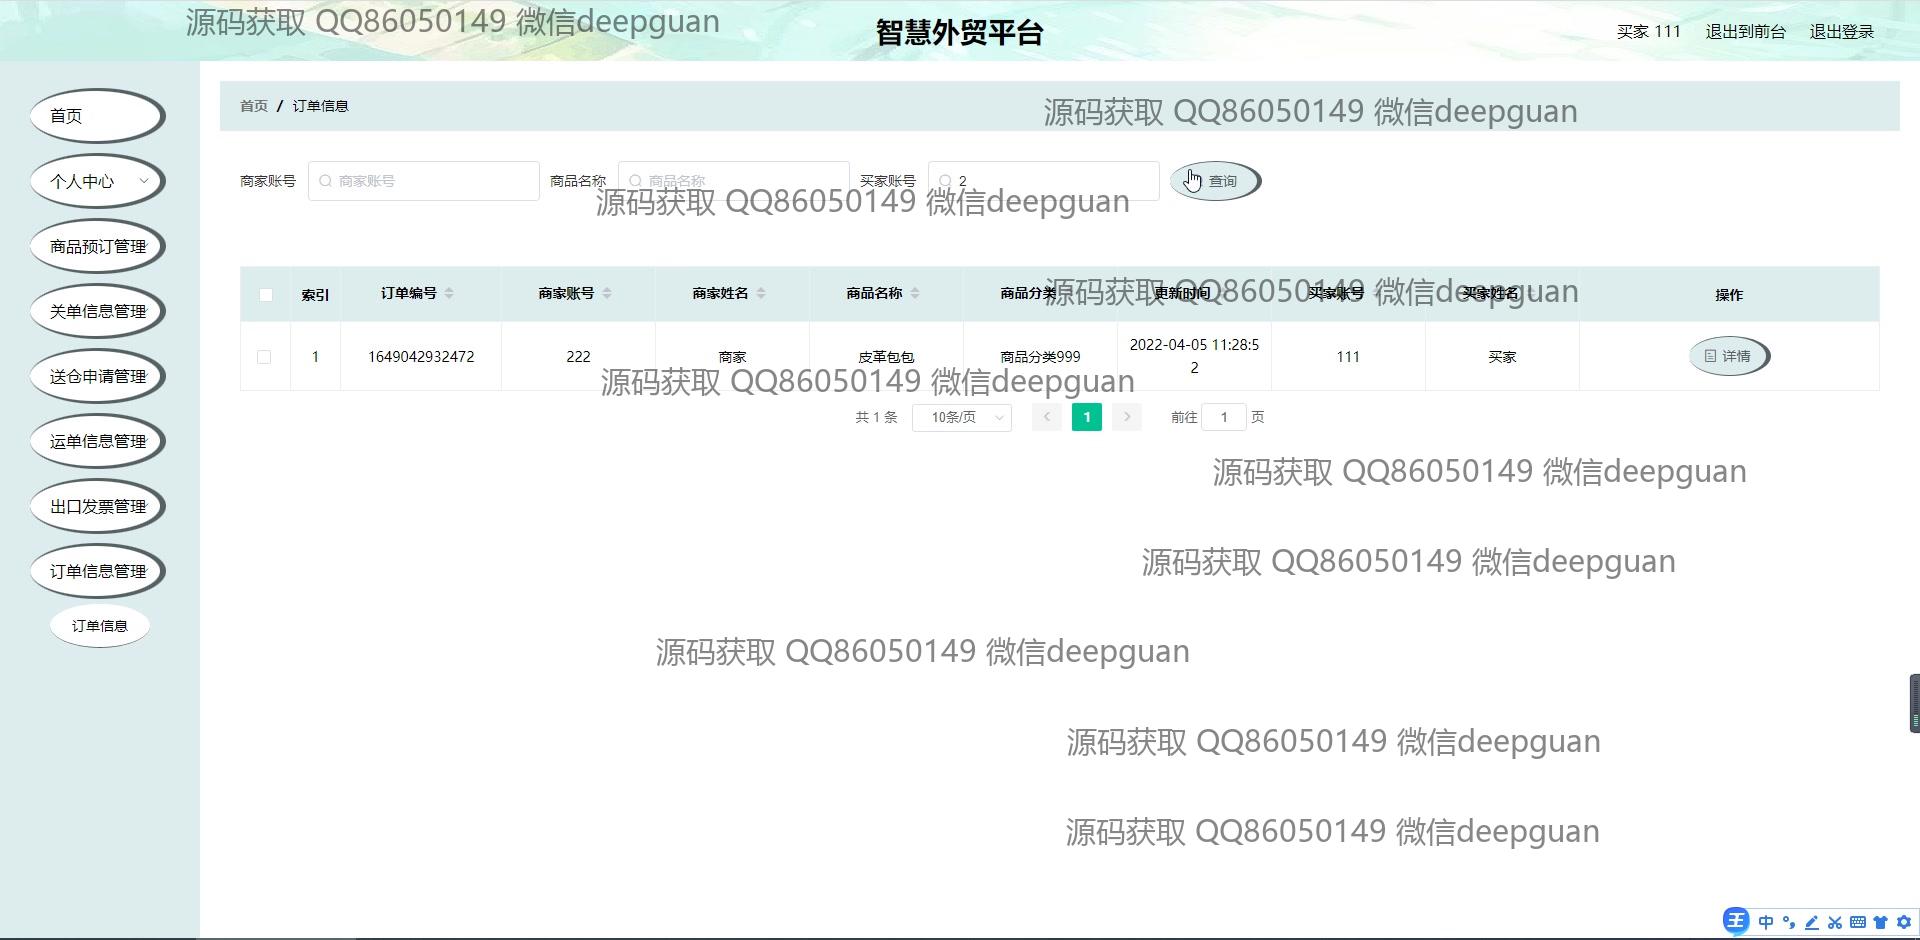 源码获取 QQ86050149 微信deepguan
智慧外贸平台
买家 111 退出到前台 退出登录
首页
个人中心
商品预订管理
关单信息管理
送仓申请管理
运单信息管理
出口发票管理
订单信息管理
订单信息
首页 / 订单信息
源码获取 QQ86050149 微信deepguan
商家账号 商家账号 商品名称 商品名称 买家账号 2 查询
源码获取 QQ86050149 微信deepguan
索引 订单编号 商家账号 商家姓名 商品名称 商品分类 更新时间 买家账号 买家姓名 操作
源码获取 QQ86050149 微信deepguan
1 1649042932472 222 商家 皮革包包 商品分类999 2022-04-05 11:28:5 111 买家 详情
2
源码获取 QQ86050149 微信deepguan
共 1 条 10条/页 1 前往 1 页
源码获取 QQ86050149 微信deepguan
源码获取 QQ86050149 微信deepguan
源码获取 QQ86050149 微信deepguan
源码获取 QQ86050149 微信deepguan
源码获取 QQ86050149 微信deepguan
王 中